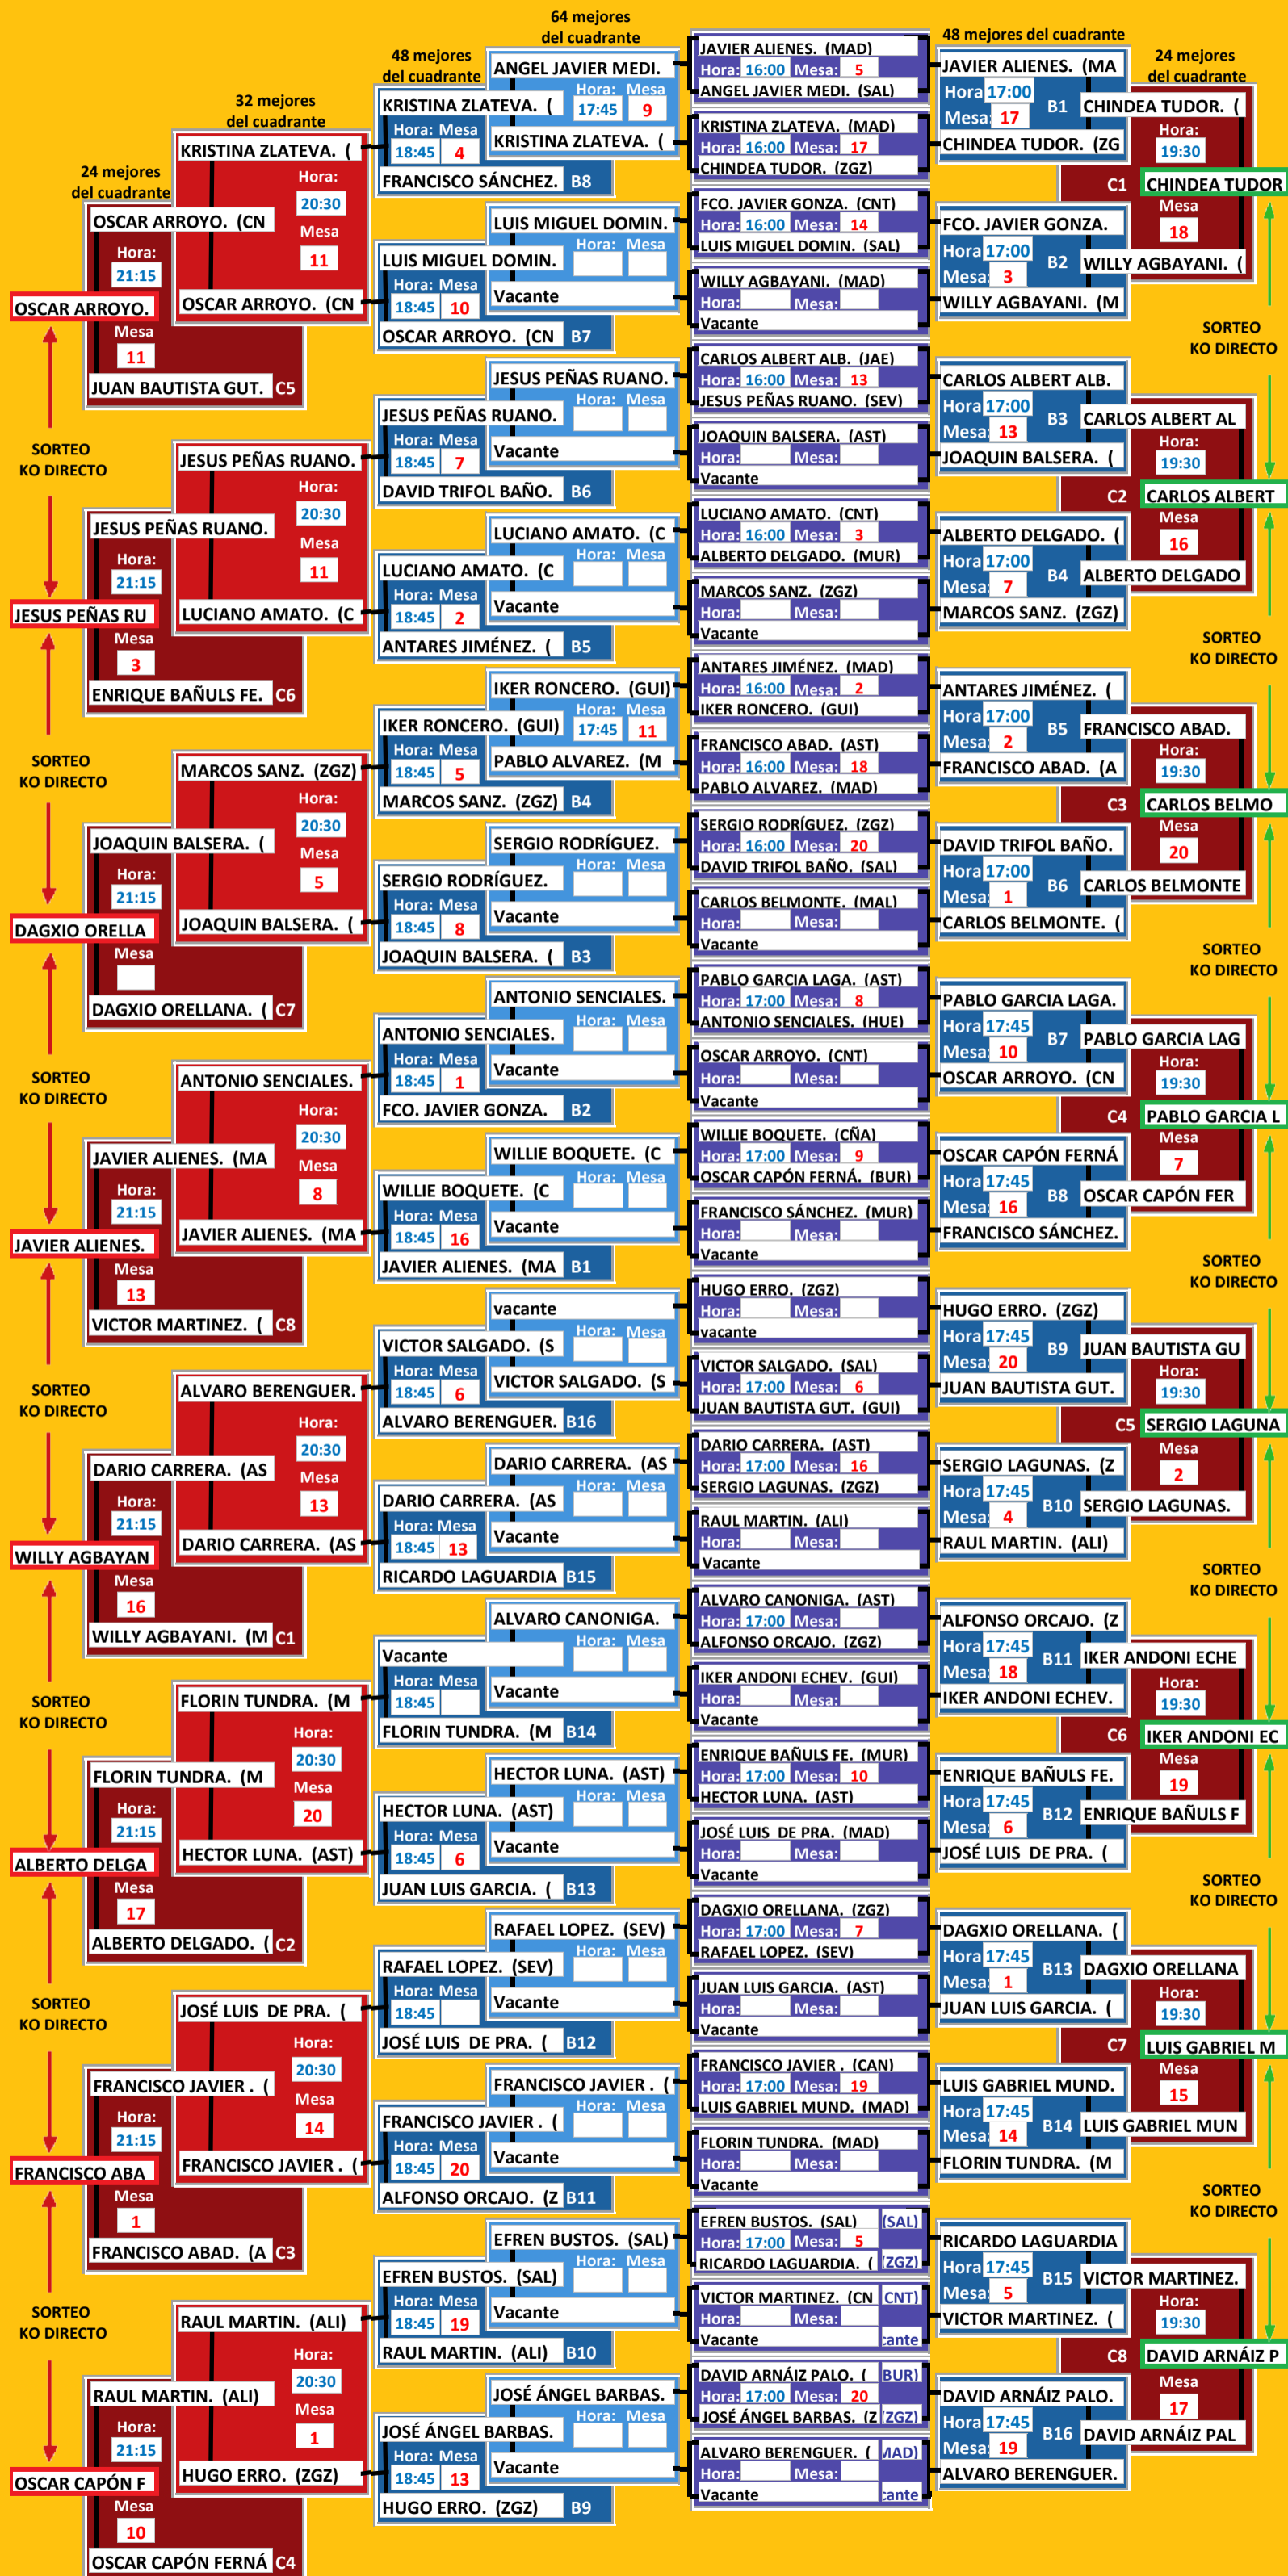 64 mejores
del cuadrante
48 mejores
del cuadrante
32 mejores
del cuadrante
24 mejores
del cuadrante
48 mejores del cuadrante
24 mejores
del cuadrante
OSCAR ARROYO.
SORTEO
KO DIRECTO
JESUS PEÑAS RU
SORTEO
KO DIRECTO
DAGXIO ORELLA
SORTEO
KO DIRECTO
JAVIER ALIENES.
SORTEO
KO DIRECTO
WILLY AGBAYAN
SORTEO
KO DIRECTO
ALBERTO DELGA
SORTEO
KO DIRECTO
FRANCISCO ABA
SORTEO
KO DIRECTO
OSCAR CAPÓN F
OSCAR ARROYO. (CN
Hora:
21:15
Mesa
11
JUAN BAUTISTA GUT. C5
JESUS PEÑAS RUANO.
Hora:
21:15
Mesa
3
ENRIQUE BAÑULS FE. C6
JOAQUIN BALSERA. (
Hora:
21:15
Mesa
DAGXIO ORELLANA. ( C7
JAVIER ALIENES. (MA
Hora:
21:15
Mesa
13
VICTOR MARTINEZ. ( C8
DARIO CARRERA. (AS
Hora:
21:15
Mesa
16
WILLY AGBAYANI. (M C1
FLORIN TUNDRA. (M
Hora:
21:15
Mesa
17
ALBERTO DELGADO. ( C2
FRANCISCO JAVIER . (
Hora:
21:15
Mesa
1
FRANCISCO ABAD. (A C3
RAUL MARTIN. (ALI)
Hora:
21:15
Mesa
10
OSCAR CAPÓN FERNÁ C4
KRISTINA ZLATEVA. (
Hora:
20:30
Mesa
11
OSCAR ARROYO. (CN
JESUS PEÑAS RUANO.
Hora:
20:30
Mesa
11
LUCIANO AMATO. (C
MARCOS SANZ. (ZGZ)
Hora:
20:30
Mesa
5
JOAQUIN BALSERA. (
ANTONIO SENCIALES.
Hora:
20:30
Mesa
8
JAVIER ALIENES. (MA
ALVARO BERENGUER.
Hora:
20:30
Mesa
13
DARIO CARRERA. (AS
FLORIN TUNDRA. (M
Hora:
20:30
Mesa
20
HECTOR LUNA. (AST)
JOSÉ LUIS DE PRA. (
Hora:
20:30
Mesa
14
FRANCISCO JAVIER . (
RAUL MARTIN. (ALI)
Hora:
20:30
Mesa
1
HUGO ERRO. (ZGZ)
KRISTINA ZLATEVA. (
Hora: Mesa
18:45 4
FRANCISCO SÁNCHEZ. B8
LUIS MIGUEL DOMIN.
Hora: Mesa
18:45 10
OSCAR ARROYO. (CN B7
JESUS PEÑAS RUANO.
Hora: Mesa
18:45 7
DAVID TRIFOL BAÑO. B6
LUCIANO AMATO. (C
Hora: Mesa
18:45 2
ANTARES JIMÉNEZ. ( B5
IKER RONCERO. (GUI)
Hora: Mesa
18:45 5
MARCOS SANZ. (ZGZ) B4
SERGIO RODRÍGUEZ.
Hora: Mesa
18:45 8
JOAQUIN BALSERA. ( B3
ANTONIO SENCIALES.
Hora: Mesa
18:45 1
FCO. JAVIER GONZA. B2
WILLIE BOQUETE. (C
Hora: Mesa
18:45 16
JAVIER ALIENES. (MA B1
VICTOR SALGADO. (S
Hora: Mesa
18:45 6
ALVARO BERENGUER. B16
DARIO CARRERA. (AS
Hora: Mesa
18:45 13
RICARDO LAGUARDIA B15
Vacante
Hora: Mesa
18:45
FLORIN TUNDRA. (M B14
HECTOR LUNA. (AST)
Hora: Mesa
18:45 6
JUAN LUIS GARCIA. ( B13
RAFAEL LOPEZ. (SEV)
Hora: Mesa
18:45
JOSÉ LUIS DE PRA. ( B12
FRANCISCO JAVIER . (
Hora: Mesa
18:45 20
ALFONSO ORCAJO. (Z B11
EFREN BUSTOS. (SAL)
Hora: Mesa
18:45 19
RAUL MARTIN. (ALI) B10
JOSÉ ÁNGEL BARBAS.
Hora: Mesa
18:45 13
HUGO ERRO. (ZGZ) B9
ANGEL JAVIER MEDI.
Hora: Mesa
17:45 9
KRISTINA ZLATEVA. (
LUIS MIGUEL DOMIN.
Hora: Mesa
Vacante
JESUS PEÑAS RUANO.
Hora: Mesa
Vacante
LUCIANO AMATO. (C
Hora: Mesa
Vacante
IKER RONCERO. (GUI)
Hora: Mesa
17:45 11
PABLO ALVAREZ. (M
SERGIO RODRÍGUEZ.
Hora: Mesa
Vacante
ANTONIO SENCIALES.
Hora: Mesa
Vacante
WILLIE BOQUETE. (C
Hora: Mesa
Vacante
vacante
Hora: Mesa
VICTOR SALGADO. (S
DARIO CARRERA. (AS
Hora: Mesa
Vacante
ALVARO CANONIGA.
Hora: Mesa
Vacante
HECTOR LUNA. (AST)
Hora: Mesa
Vacante
RAFAEL LOPEZ. (SEV)
Hora: Mesa
Vacante
FRANCISCO JAVIER . (
Hora: Mesa
Vacante
EFREN BUSTOS. (SAL)
Hora: Mesa
Vacante
JOSÉ ÁNGEL BARBAS.
Hora: Mesa
Vacante
JAVIER ALIENES. (MAD)
Hora: 16:00 Mesa: 5
ANGEL JAVIER MEDI. (SAL)
KRISTINA ZLATEVA. (MAD)
Hora: 16:00 Mesa: 17
CHINDEA TUDOR. (ZGZ)
FCO. JAVIER GONZA. (CNT)
Hora: 16:00 Mesa: 14
LUIS MIGUEL DOMIN. (SAL)
WILLY AGBAYANI. (MAD)
Hora: Mesa:
Vacante
CARLOS ALBERT ALB. (JAE)
Hora: 16:00 Mesa: 13
JESUS PEÑAS RUANO. (SEV)
JOAQUIN BALSERA. (AST)
Hora: Mesa:
Vacante
LUCIANO AMATO. (CNT)
Hora: 16:00 Mesa: 3
ALBERTO DELGADO. (MUR)
MARCOS SANZ. (ZGZ)
Hora: Mesa:
Vacante
ANTARES JIMÉNEZ. (MAD)
Hora: 16:00 Mesa: 2
IKER RONCERO. (GUI)
FRANCISCO ABAD. (AST)
Hora: 16:00 Mesa: 18
PABLO ALVAREZ. (MAD)
SERGIO RODRÍGUEZ. (ZGZ)
Hora: 16:00 Mesa: 20
DAVID TRIFOL BAÑO. (SAL)
CARLOS BELMONTE. (MAL)
Hora: Mesa:
Vacante
PABLO GARCIA LAGA. (AST)
Hora: 17:00 Mesa: 8
ANTONIO SENCIALES. (HUE)
OSCAR ARROYO. (CNT)
Hora: Mesa:
Vacante
WILLIE BOQUETE. (CÑA)
Hora: 17:00 Mesa: 9
OSCAR CAPÓN FERNÁ. (BUR)
FRANCISCO SÁNCHEZ. (MUR)
Hora: Mesa:
Vacante
HUGO ERRO. (ZGZ)
Hora: Mesa:
vacante
VICTOR SALGADO. (SAL)
Hora: 17:00 Mesa: 6
JUAN BAUTISTA GUT. (GUI)
DARIO CARRERA. (AST)
Hora: 17:00 Mesa: 16
SERGIO LAGUNAS. (ZGZ)
RAUL MARTIN. (ALI)
Hora: Mesa:
Vacante
ALVARO CANONIGA. (AST)
Hora: 17:00 Mesa:
ALFONSO ORCAJO. (ZGZ)
IKER ANDONI ECHEV. (GUI)
Hora: Mesa:
Vacante
ENRIQUE BAÑULS FE. (MUR)
Hora: 17:00 Mesa: 10
HECTOR LUNA. (AST)
JOSÉ LUIS DE PRA. (MAD)
Hora: Mesa:
Vacante
DAGXIO ORELLANA. (ZGZ)
Hora: 17:00 Mesa: 7
RAFAEL LOPEZ. (SEV)
JUAN LUIS GARCIA. (AST)
Hora: Mesa:
Vacante
FRANCISCO JAVIER . (CAN)
Hora: 17:00 Mesa: 19
LUIS GABRIEL MUND. (MAD)
FLORIN TUNDRA. (MAD)
Hora: Mesa:
Vacante
EFREN BUSTOS. (SAL) (SAL)
Hora: 17:00 Mesa: 5
RICARDO LAGUARDIA. ( (ZGZ)
VICTOR MARTINEZ. (CN CNT)
Hora: Mesa:
Vacante cante
DAVID ARNÁIZ PALO. ( BUR)
Hora: 17:00 Mesa: 20
JOSÉ ÁNGEL BARBAS. (Z (ZGZ)
ALVARO BERENGUER. ( MAD)
Hora: Mesa:
Vacante cante
JAVIER ALIENES. (MA
Hora 17:00 B1
Mesa: 17
CHINDEA TUDOR. (ZG
FCO. JAVIER GONZA.
Hora 17:00 B2
Mesa: 3
WILLY AGBAYANI. (M
CARLOS ALBERT ALB.
Hora 17:00 B3
Mesa: 13
JOAQUIN BALSERA. (
ALBERTO DELGADO. (
Hora 17:00 B4
Mesa: 7
MARCOS SANZ. (ZGZ)
ANTARES JIMÉNEZ. (
Hora 17:00 B5
Mesa: 2
FRANCISCO ABAD. (A
DAVID TRIFOL BAÑO.
Hora 17:00 B6
Mesa: 1
CARLOS BELMONTE. (
PABLO GARCIA LAGA.
Hora 17:45 B7
Mesa: 10
OSCAR ARROYO. (CN
OSCAR CAPÓN FERNÁ
Hora 17:45 B8
Mesa: 16
FRANCISCO SÁNCHEZ.
HUGO ERRO. (ZGZ)
Hora 17:45 B9
Mesa: 20
JUAN BAUTISTA GUT.
SERGIO LAGUNAS. (Z
Hora 17:45 B10
Mesa: 4
RAUL MARTIN. (ALI)
ALFONSO ORCAJO. (Z
Hora 17:45 B11
Mesa: 18
IKER ANDONI ECHEV.
ENRIQUE BAÑULS FE.
Hora 17:45 B12
Mesa: 6
JOSÉ LUIS DE PRA. (
DAGXIO ORELLANA. (
Hora 17:45 B13
Mesa: 1
JUAN LUIS GARCIA. (
LUIS GABRIEL MUND.
Hora 17:45 B14
Mesa: 14
FLORIN TUNDRA. (M
RICARDO LAGUARDIA
Hora 17:45 B15
Mesa: 5
VICTOR MARTINEZ. (
DAVID ARNÁIZ PALO.
Hora 17:45 B16
Mesa: 19
ALVARO BERENGUER.
CHINDEA TUDOR. (
Hora:
19:30
C1 CHINDEA TUDOR
Mesa
18
WILLY AGBAYANI. (
SORTEO
KO DIRECTO
CARLOS ALBERT AL
Hora:
19:30
C2 CARLOS ALBERT
Mesa
16
ALBERTO DELGADO
SORTEO
KO DIRECTO
FRANCISCO ABAD.
Hora:
19:30
C3 CARLOS BELMO
Mesa
20
CARLOS BELMONTE
SORTEO
KO DIRECTO
PABLO GARCIA LAG
Hora:
19:30
C4 PABLO GARCIA L
Mesa
7
OSCAR CAPÓN FER
SORTEO
KO DIRECTO
JUAN BAUTISTA GU
Hora:
19:30
C5 SERGIO LAGUNA
Mesa
2
SERGIO LAGUNAS.
SORTEO
KO DIRECTO
IKER ANDONI ECHE
Hora:
19:30
C6 IKER ANDONI EC
Mesa
19
ENRIQUE BAÑULS F
SORTEO
KO DIRECTO
DAGXIO ORELLANA
Hora:
19:30
C7 LUIS GABRIEL M
Mesa
15
LUIS GABRIEL MUN
SORTEO
KO DIRECTO
VICTOR MARTINEZ.
Hora:
19:30
C8 DAVID ARNÁIZ P
Mesa
17
DAVID ARNÁIZ PAL